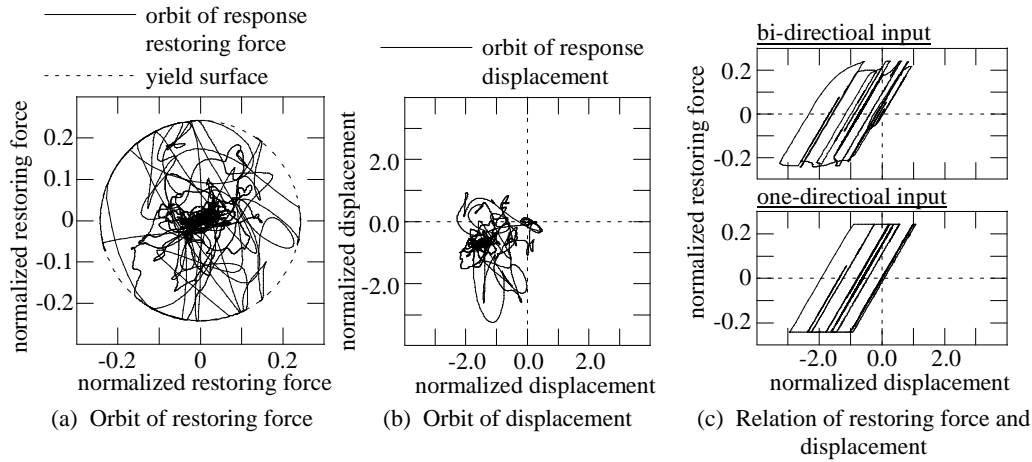 orbit of response
restoring force
yield surface
normalized restoring force
0.2
0.1
0
-0.1
-0.2
-0.2
0
0.2
normalized restoring force
(a) Orbit of restoring force
orbit of response
displacement
normalized displacement
2.0
0.0
-2.0
-2.0
0.0
2.0
normalized displacement
(b) Orbit of displacement
bi-directioal input
normalized restoring force
0.2
0
-0.2
one-directioal input
0.2
0
-0.2
-2.0
0.0
2.0
normalized displacement
(c) Relation of restoring force and
displacement